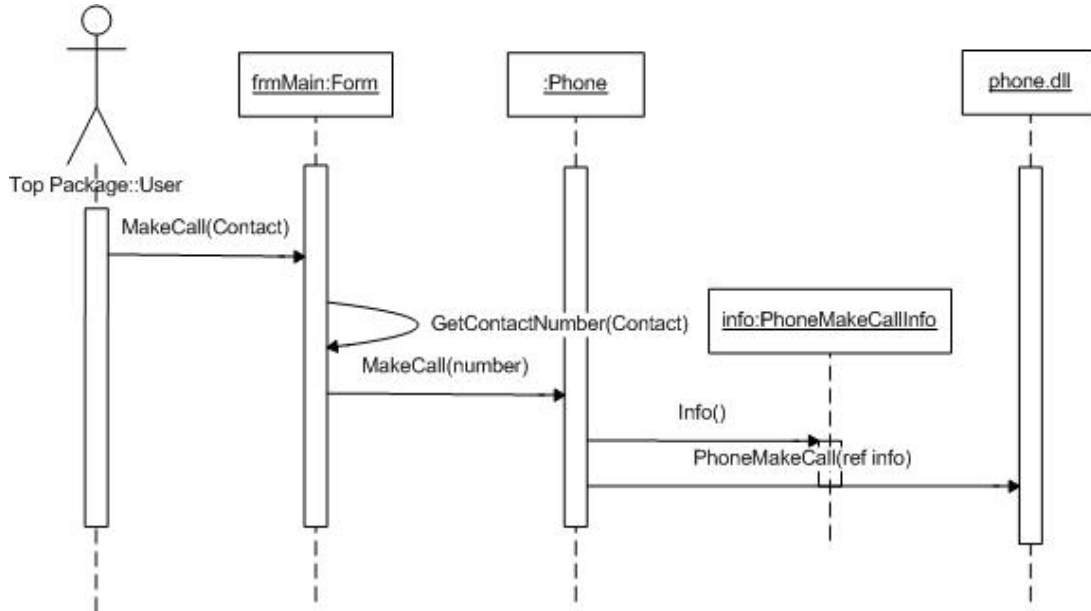 frmMain:Form
:Phone
phone.dll
Top Package::User
MakeCall(Contact)
GetContactNumber(Contact)
info:PhoneMakeCallInfo
MakeCall(number)
Info()
PhoneMakeCall(ref info)